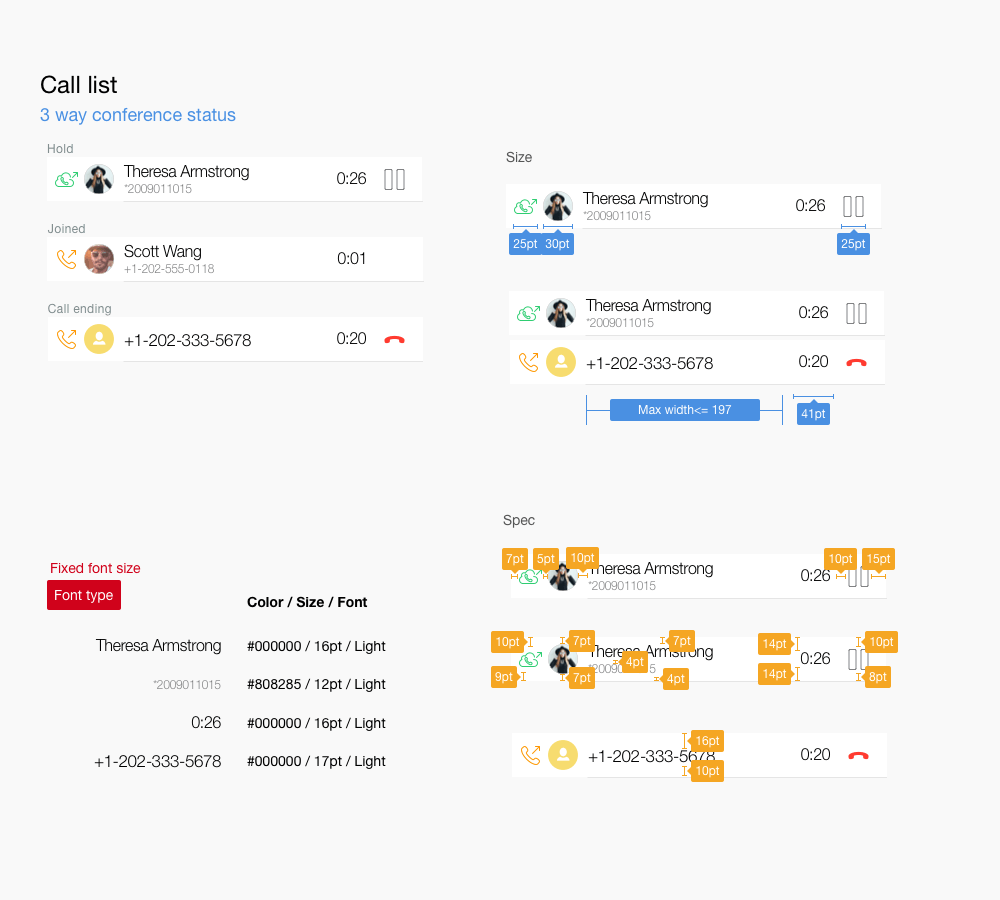 Call list
3 way conference status
Hold
Theresa Armstrong
*2009011015
0:26
Joined
Scott Wang
+1-202-555-0118
0:01
Call ending
+1-202-333-5678
0:20
Size
Theresa Armstrong
*2009011015
0:26
25pt
30pt
25pt
Theresa Armstrong
*2009011015
0:26
+1-202-333-5678
0:20
Max width<= 197
41pt
Fixed font size
Font type
Color / Size / Font
Theresa Armstrong
#000000 / 16pt / Light
*2009011015
#808285 / 12pt / Light
0:26
#000000 / 16pt / Light
+1-202-333-5678
#000000 / 17pt / Light
Spec
7pt
5pt
10pt
10pt
15pt
Theresa Armstrong
*2009011015
0:26
10pt
7pt
7pt
14pt
10pt
Theresa Armstrong
4pt
0:26
9pt
7pt
4pt
14pt
8pt
16pt
+1-202-333-5678
0:20
10pt